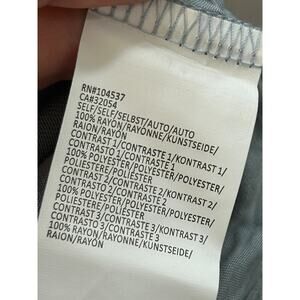 RN#104537
CA#32054
SELF/SELF/SELBST/AUTO/AUTO
100% RAYON/RAYONNE/KUNSTSEIDE/
RAION/RAYÓN
CONTRAST 1/CONTRASTE 1/KONTRAST 1/
CONTRASTO 1/CONTRASTE 1
100% POLYESTER/POLYESTER/POLYESTER/
POLIESTERE/POLIÉSTER
CONTRAST 2/CONTRASTE 2/KONTRAST 2/
CONTRASTO 2/CONTRASTE 2
100% POLYESTER/POLYESTER/POLYESTER/
POLIESTERE/POLIÉSTER
CONTRAST 3/CONTRASTE 3/KONTRAST 3/
CONTRASTO 3/CONTRASTE 3
100% RAYON/RAYONNE/KUNSTSEIDE/
RAION/RAYÓN